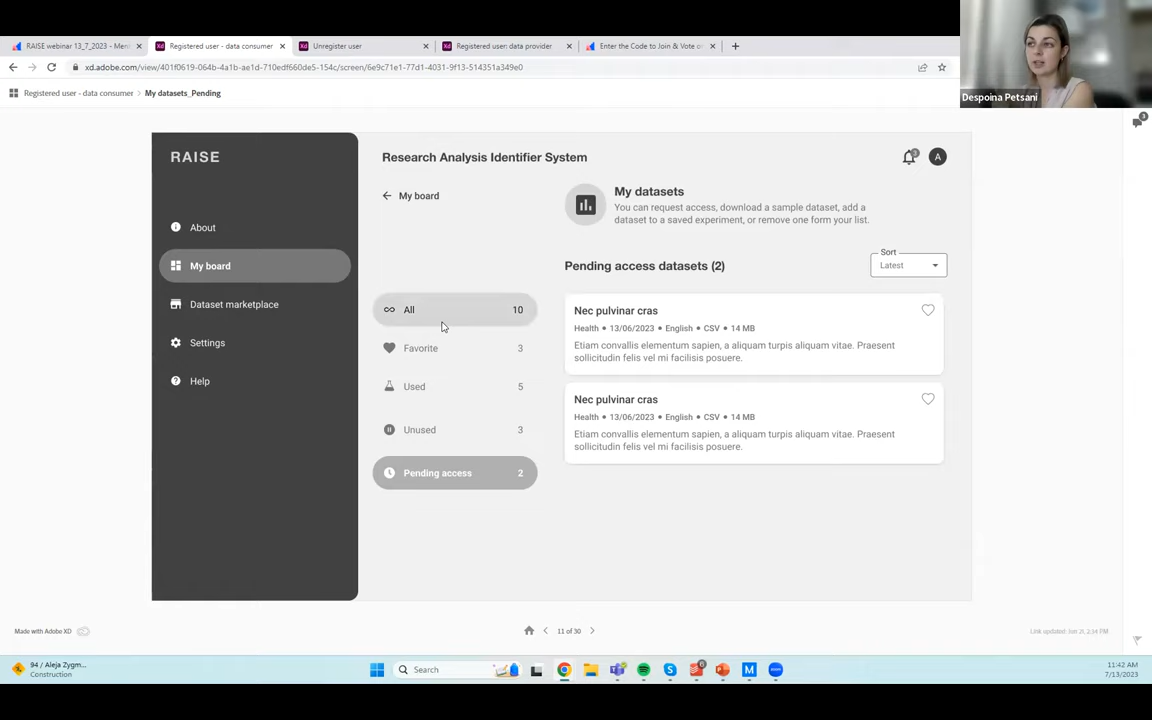 RAISE webinar 13_7_2023 - Men
Registered user - data consumer
Unregister user
Registered user: data provider
Enter the Code to Join & Vote o
xd.adobe.com/view/401f0619-064b-4a1b-ae1d-710edf660de5-154c/screen/6e9c71e1-77d1-4031-9f13-514351a349e0
Despoina Petsani
Registered user - data consumer > My datasets_Pending
3
RAISE
Research Analysis Identifier System
3
A
My board
My datasets
You can request access, download a sample dataset, add a
dataset to a saved experiment, or remove one form your list.
About
My board
Dataset marketplace
Settings
Help
Pending access datasets (2)
Sort
Latest
All 10
Favorite 3
Used 5
Unused 3
Pending access 2
Nec pulvinar cras
Health • 13/06/2023 • English • CSV • 14 MB
Etiam convallis elementum sapien, a aliquam turpis aliquam vitae. Praesent
sollicitudin felis vel mi facilisis posuere.
Nec pulvinar cras
Health • 13/06/2023 • English • CSV • 14 MB
Etiam convallis elementum sapien, a aliquam turpis aliquam vitae. Praesent
sollicitudin felis vel mi facilisis posuere.
Made with Adobe XD
11 of 30
Link updated:
94 / Aleja Zygm...
Construction
Search
11:42 AM
7/13/2023